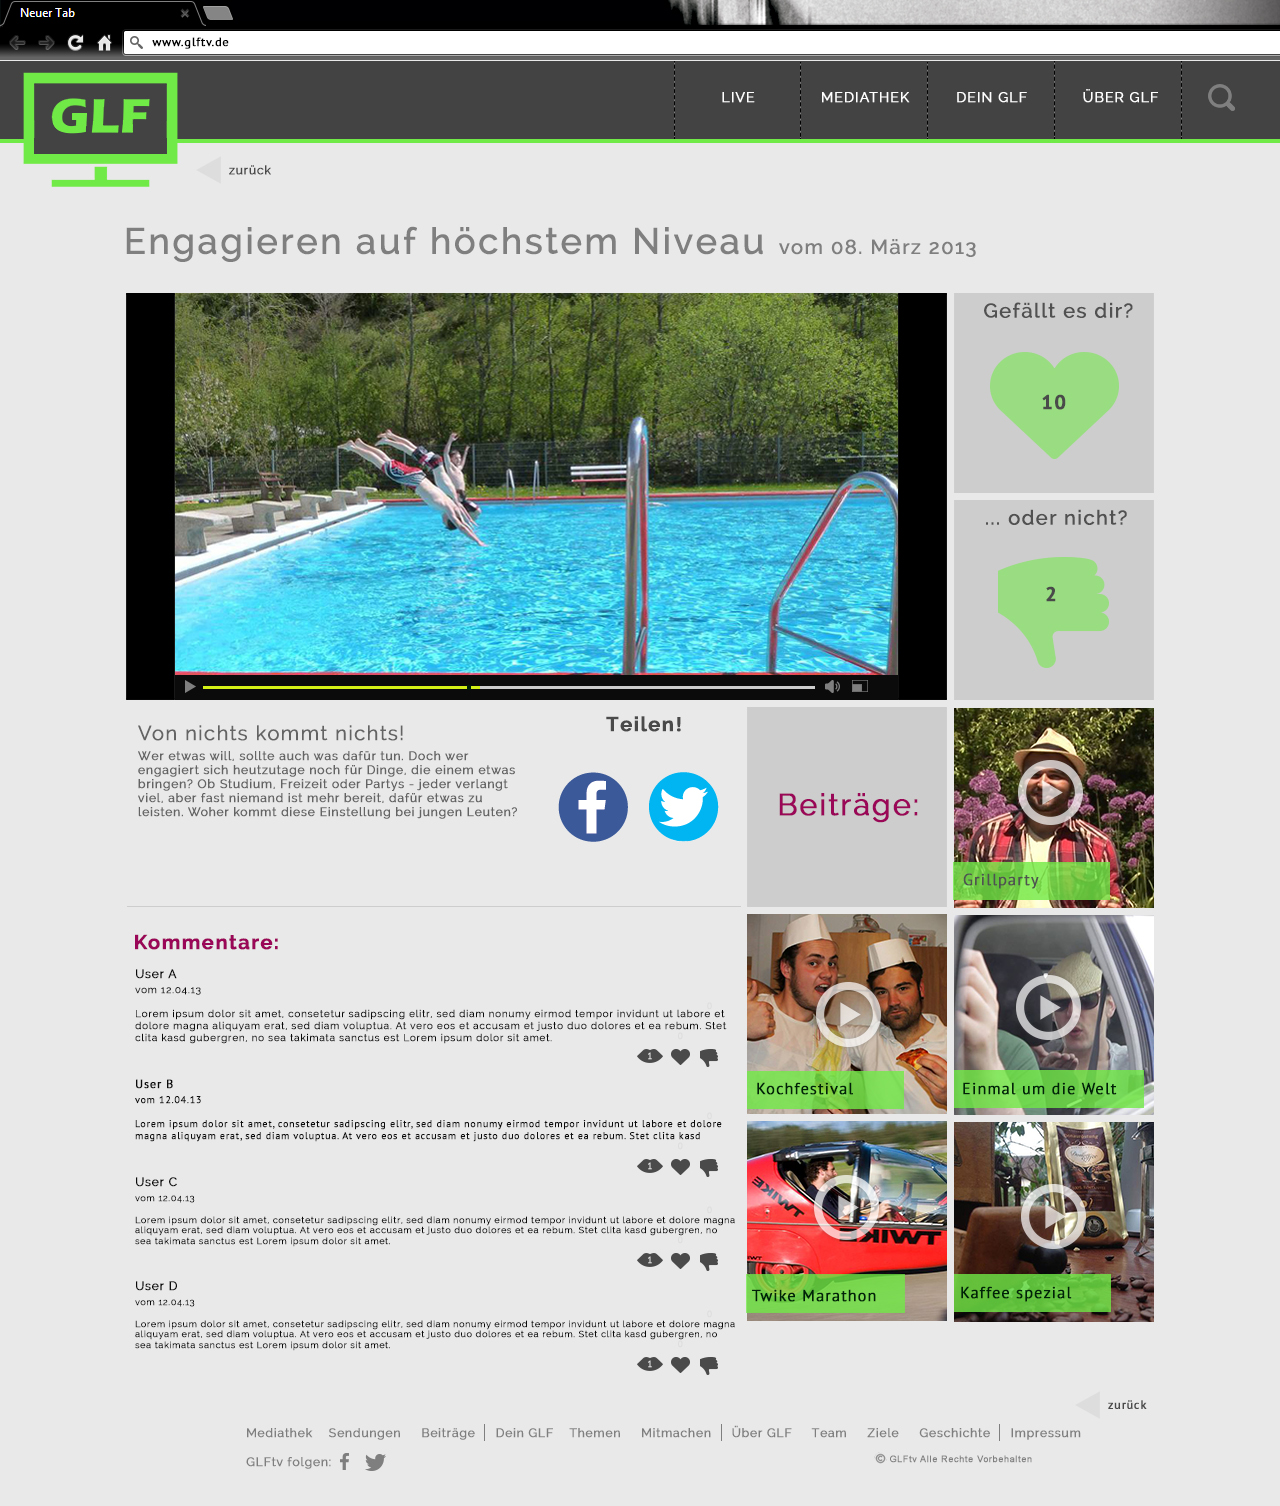 Neuer Tab
www.glftv.de
GLF
LIVE
MEDIATHEK
DEIN GLF
ÜBER GLF
zurück
Engagieren auf höchstem Niveau vom 08. März 2013
Gefällt es dir?
10
... oder nicht?
2
Von nichts kommt nichts!
Wer etwas will, sollte auch was dafür tun. Doch wer
engagiert sich heutzutage noch für Dinge, die einem etwas
bringen? Ob Studium, Freizeit oder Partys - jeder verlangt
viel, aber fast niemand ist mehr bereit, dafür etwas zu
leisten. Woher kommt diese Einstellung bei jungen Leuten?
Teilen!
Beiträge:
Grillparty
Kochfestival
Einmal um die Welt
TWIKE
TWIKE
Twike Marathon
Kaffee spezial
Kommentare:
User A
vom 12.04.13
Lorem ipsum dolor sit amet, consetetur sadipscing elitr, sed diam nonumy eirmod tempor invidunt ut labore et
dolore magna aliquyam erat, sed diam voluptua. At vero eos et accusam et justo duo dolores et ea rebum. Stet
clita kasd gubergren, no sea takimata sanctus est Lorem ipsum dolor sit amet.
1
User B
vom 12.04.13
Lorem ipsum dolor sit amet, consetetur sadipscing elitr, sed diam nonumy eirmod tempor invidunt ut labore et dolore
magna aliquyam erat, sed diam voluptua. At vero eos et accusam et justo duo dolores et ea rebum. Stet clita kasd
1
User C
vom 12.04.13
Lorem ipsum dolor sit amet, consetetur sadipscing elitr, sed diam nonumy eirmod tempor invidunt ut labore et dolore magna
aliquyam erat, sed diam voluptua. At vero eos et accusam et justo duo dolores et ea rebum. Stet clita kasd gubergren, no
sea takimata sanctus est Lorem ipsum dolor sit amet.
1
User D
vom 12.04.13
Lorem ipsum dolor sit amet, consetetur sadipscing elitr, sed diam nonumy eirmod tempor invidunt ut labore et dolore magna
aliquyam erat, sed diam voluptua. At vero eos et accusam et justo duo dolores et ea rebum. Stet clita kasd gubergren, no
sea takimata sanctus est Lorem ipsum dolor sit amet.
1
zurück
Mediathek Sendungen Beiträge Dein GLF Themen Mitmachen Über GLF Team Ziele Geschichte Impressum
GLFtv folgen:
© GLFtv Alle Rechte Vorbehalten